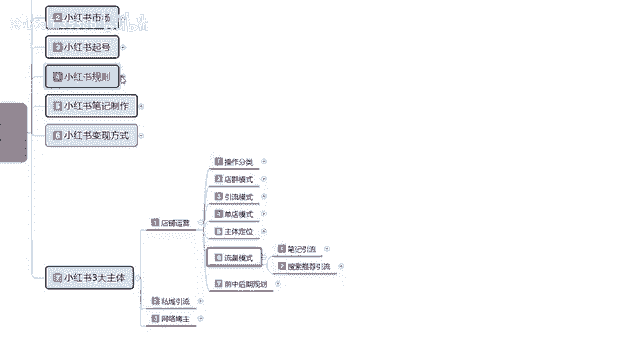 2 小红书市场
3 小红书起号
4 小红书规则
5 小红书笔记制作
6 小红书变现方式
7 小红书3大主体
1 店铺运营
1 操作分类
2 店群模式
3 引流模式
4 单店模式
5 主体定位
6 流量模式
1 笔记引流
2 搜索推荐引流
7 前中后期规划
2 私域引流
3 网络博主